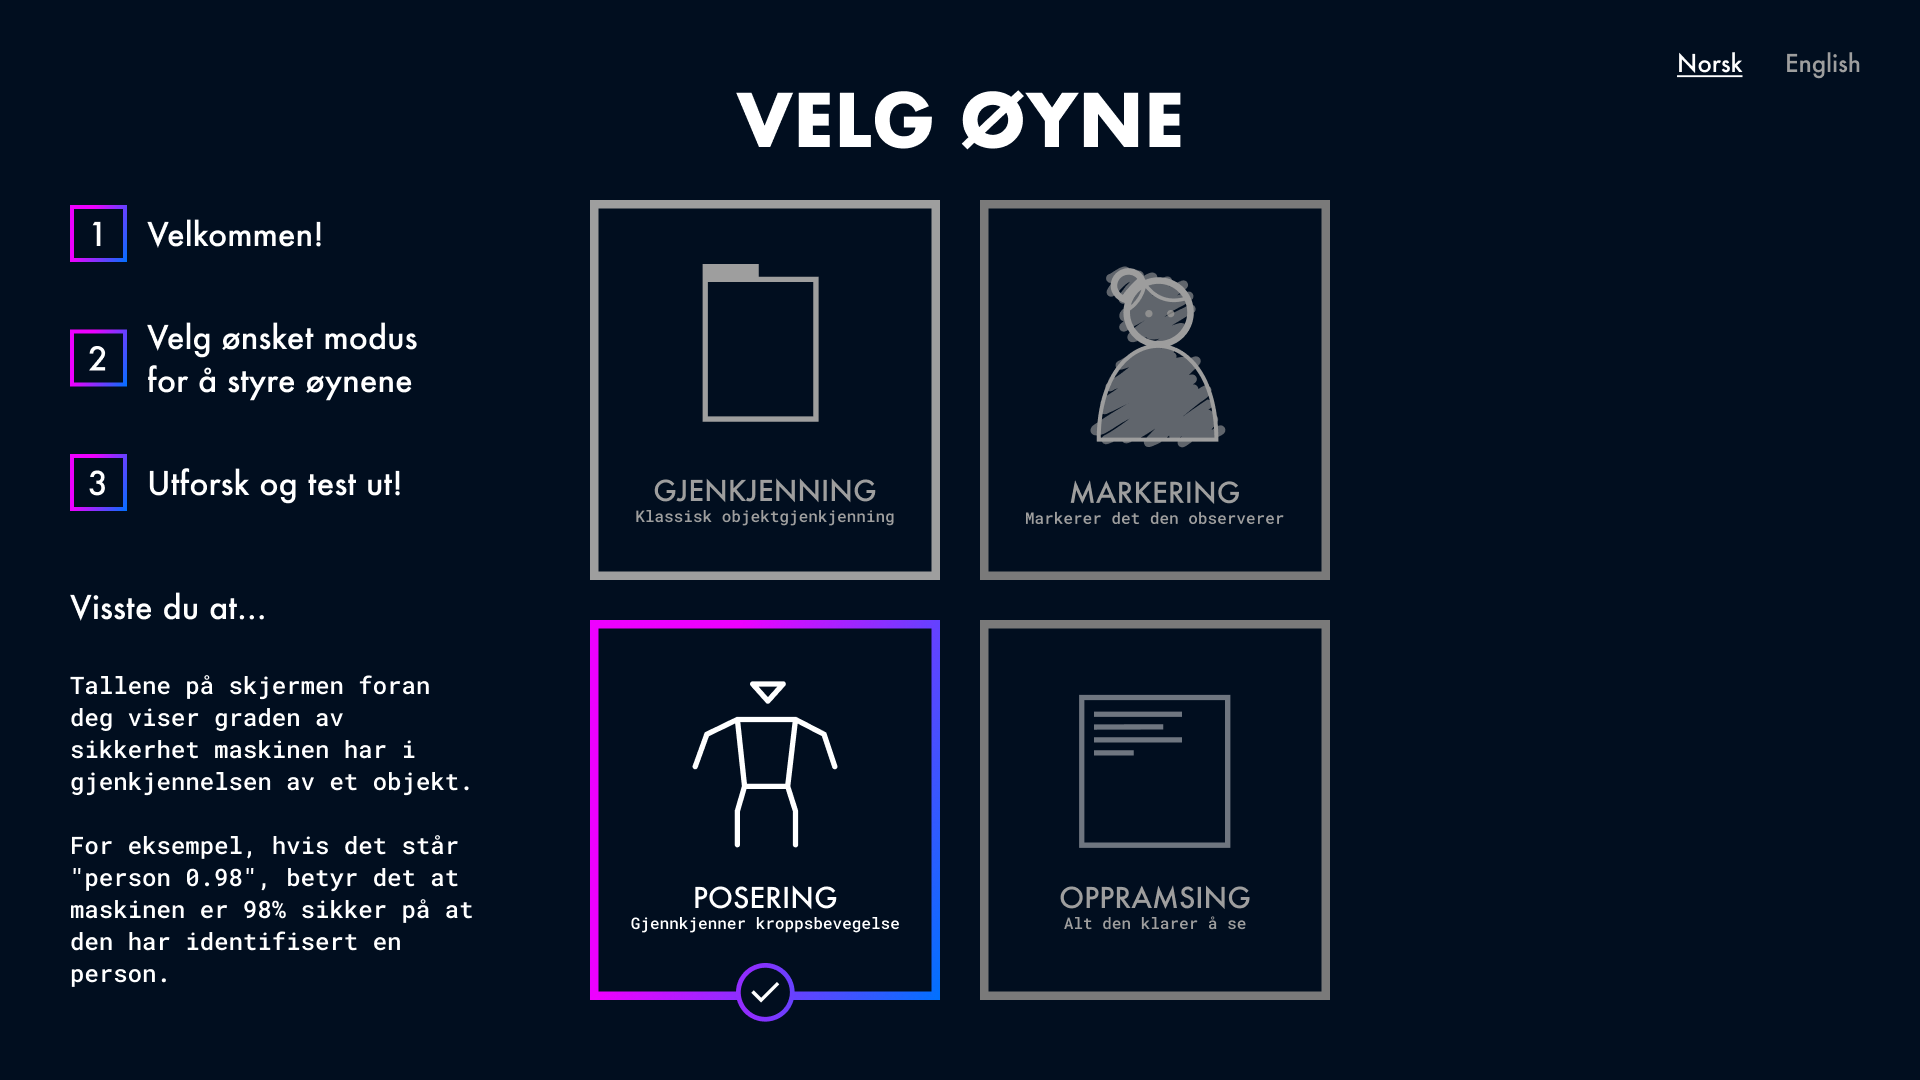 Norsk English
VELG ØYNE
1 Velkommen!
2 Velg ønsket modus
for å styre øynene
3 Utforsk og test ut!
Visste du at...
Tallene på skjermen foran
deg viser graden av
sikkerhet maskinen har i
gjenkjennelsen av et objekt.
For eksempel, hvis det står
"person 0.98", betyr det at
maskinen er 98% sikker på at
den har identifisert en
person.
GJENKJENNING
Klassisk objektgjenkjenning
MARKERING
Markerer det den observerer
POSERING
Gjennkjenner kroppsbevegelse
OPPRAMSING
Alt den klarer å se